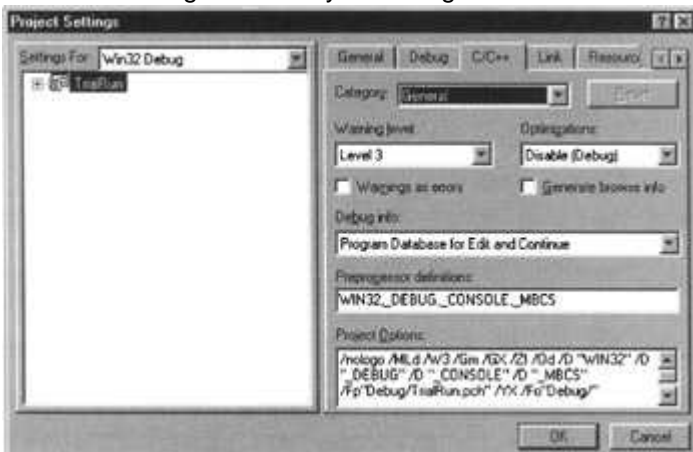 Project Settings
Settings For: Win32 Debug
TrialRun
General Debug C/C++ Link Resourc
Category: General Reset
Warning level: Optimizations:
Level 3 Disable (Debug)
Warnings as errors Generate browse info
Debug info:
Program Database for Edit and Continue
Preprocessor definitions:
WIN32,_DEBUG,_CONSOLE,_MBCS
Project Options:
/nologo /MLd /W3 /Gm /GX /ZI /Od /D "WIN32" /D
"_DEBUG" /D "_CONSOLE" /D "_MBCS"
/Fp"Debug/TrialRun.pch" /YX /Fo"Debug/"
OK Cancel